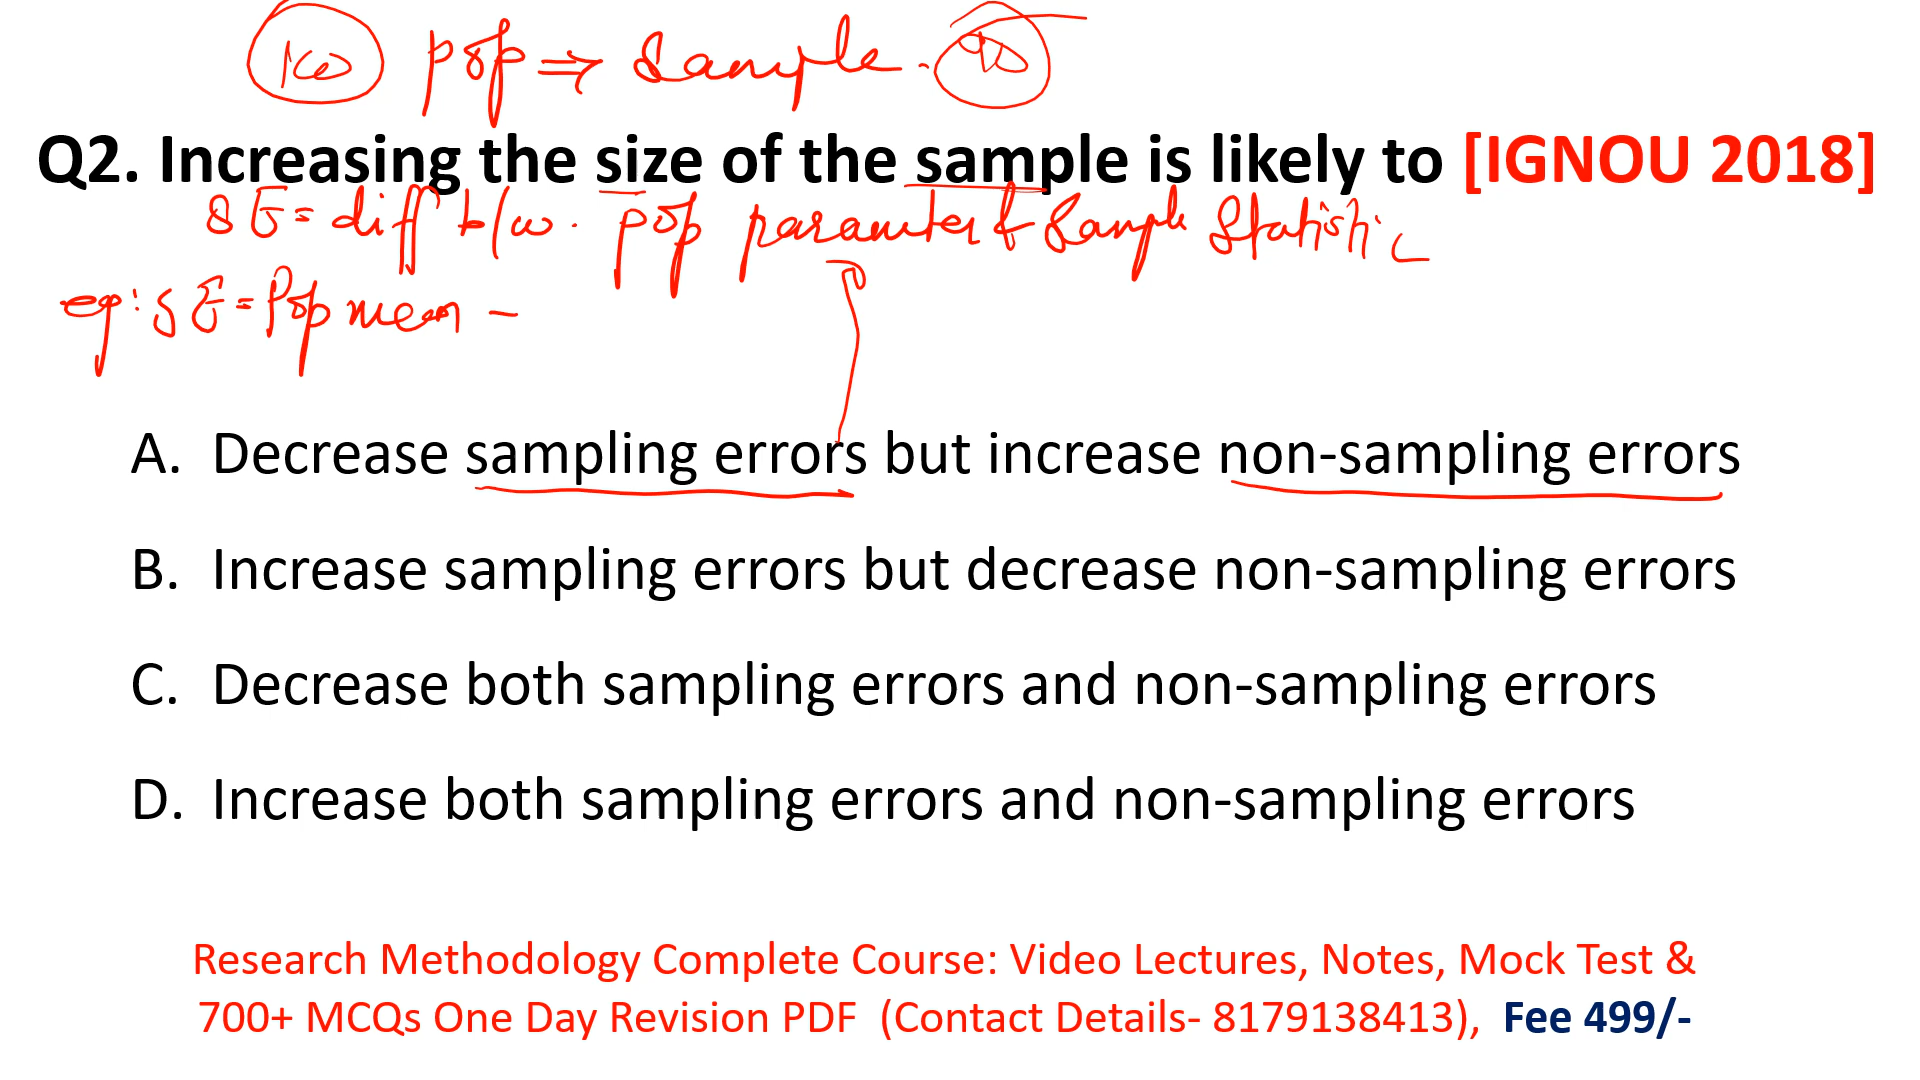 pop ⇒ Sample.
Q2. Increasing the size of the sample is likely to [IGNOU 2018]
SE = diff b/w. pop parameter & Sample Statistic
eg: SE = Pop mean -
A. Decrease sampling errors but increase non-sampling errors
B. Increase sampling errors but decrease non-sampling errors
C. Decrease both sampling errors and non-sampling errors
D. Increase both sampling errors and non-sampling errors
Research Methodology Complete Course: Video Lectures, Notes, Mock Test &
700+ MCQs One Day Revision PDF (Contact Details- 8179138413), Fee 499/-